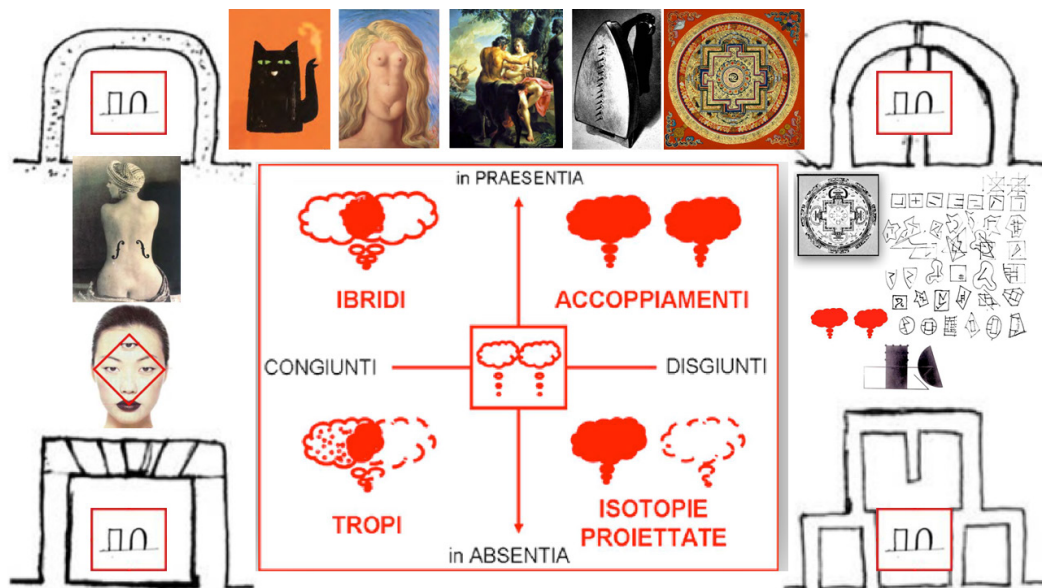 in PRAESENTIA
IBRIDI
ACCOPPIAMENTI
CONGIUNTI
DISGIUNTI
TROPI
ISOTOPIE
PROIETTATE
in ABSENTIA